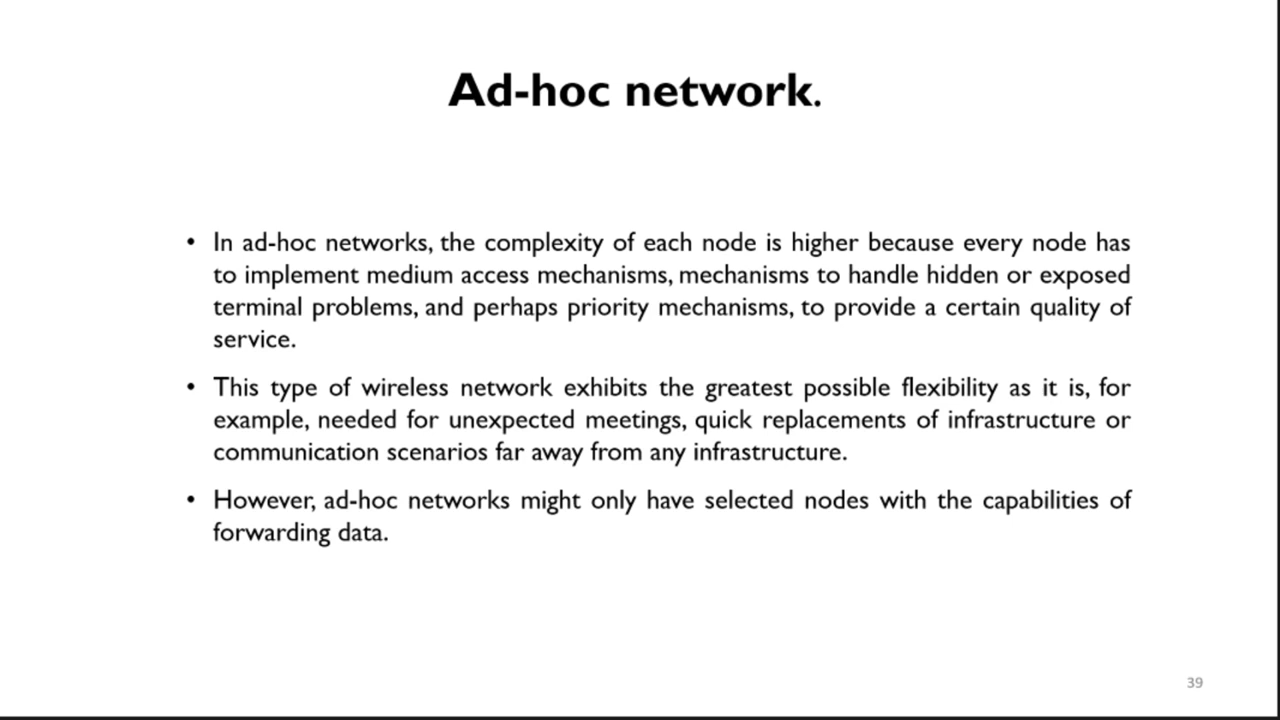 Ad-hoc network.
• In ad-hoc networks, the complexity of each node is higher because every node has
to implement medium access mechanisms, mechanisms to handle hidden or exposed
terminal problems, and perhaps priority mechanisms, to provide a certain quality of
service.
• This type of wireless network exhibits the greatest possible flexibility as it is, for
example, needed for unexpected meetings, quick replacements of infrastructure or
communication scenarios far away from any infrastructure.
• However, ad-hoc networks might only have selected nodes with the capabilities of
forwarding data.
39